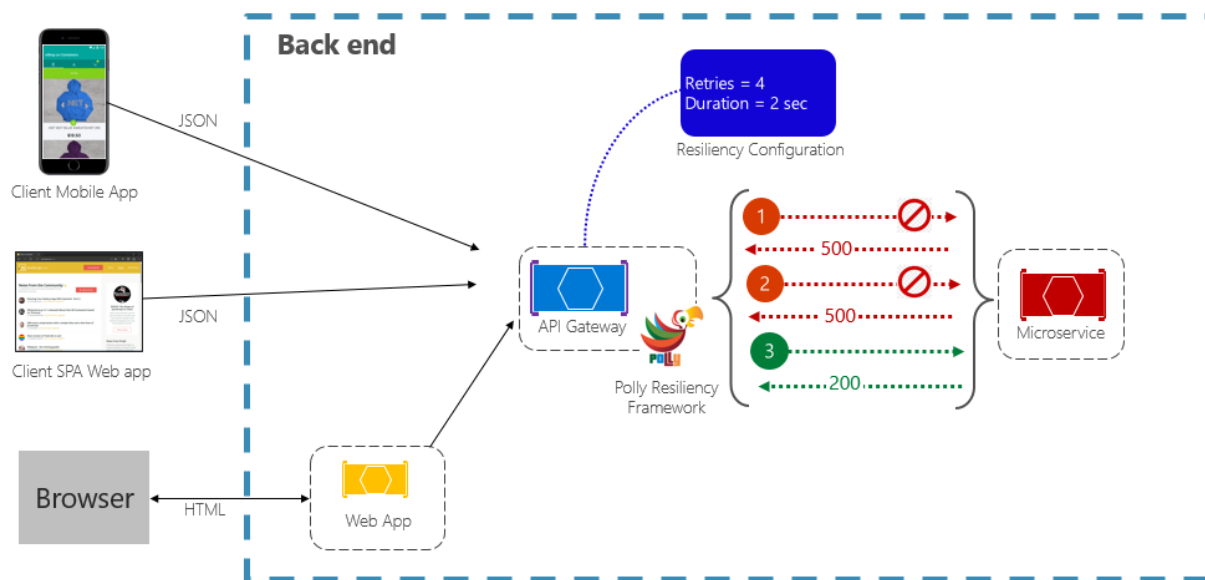 Back end
Retries = 4
Duration = 2 sec
Resiliency Configuration
JSON
Client Mobile App
1
500
2
500
3
200
API Gateway
Microservice
POLLY
Polly Resiliency
Framework
JSON
Client SPA Web app
Browser
HTML
Web App